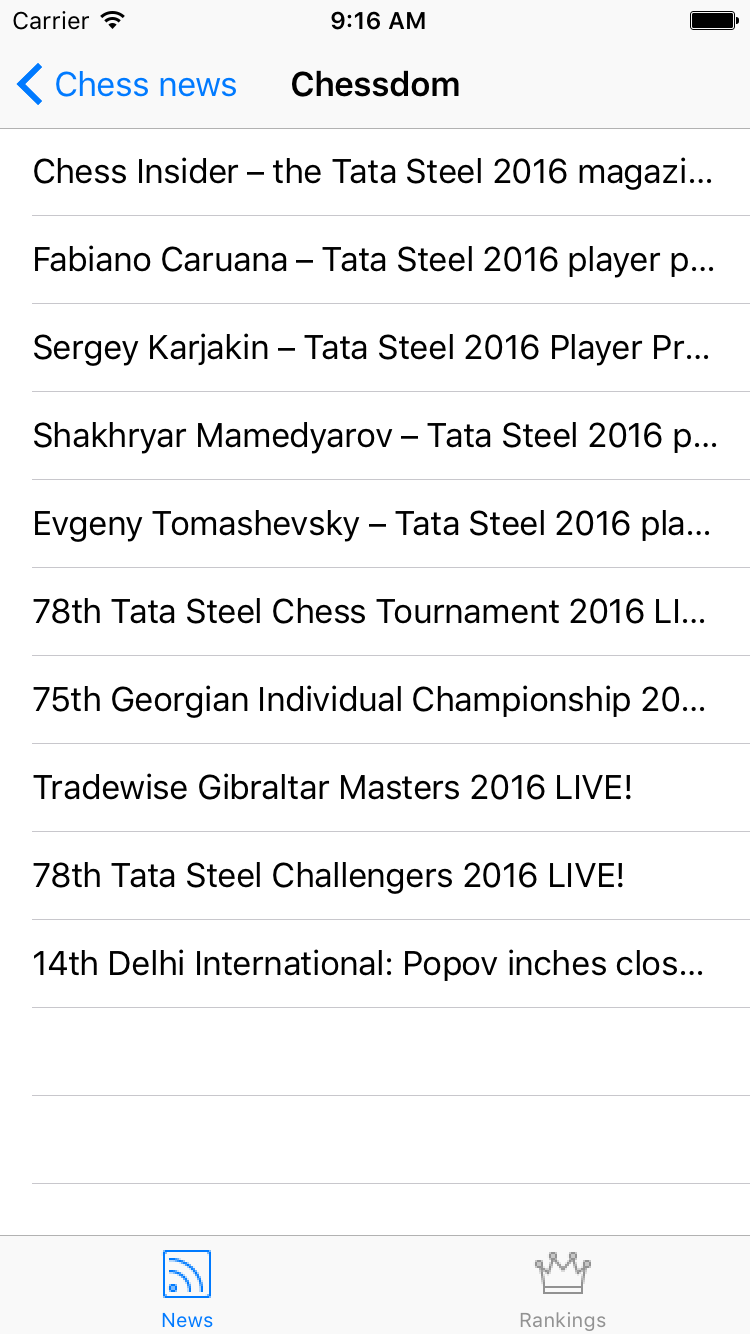 Carrier 9:16 AM
Chess news Chessdom
Chess Insider – the Tata Steel 2016 magazi...
Fabiano Caruana – Tata Steel 2016 player p...
Sergey Karjakin – Tata Steel 2016 Player Pr...
Shakhryar Mamedyarov – Tata Steel 2016 p...
Evgeny Tomashevsky – Tata Steel 2016 pla...
78th Tata Steel Chess Tournament 2016 LI...
75th Georgian Individual Championship 20...
Tradewise Gibraltar Masters 2016 LIVE!
78th Tata Steel Challengers 2016 LIVE!
14th Delhi International: Popov inches clos...
News Rankings